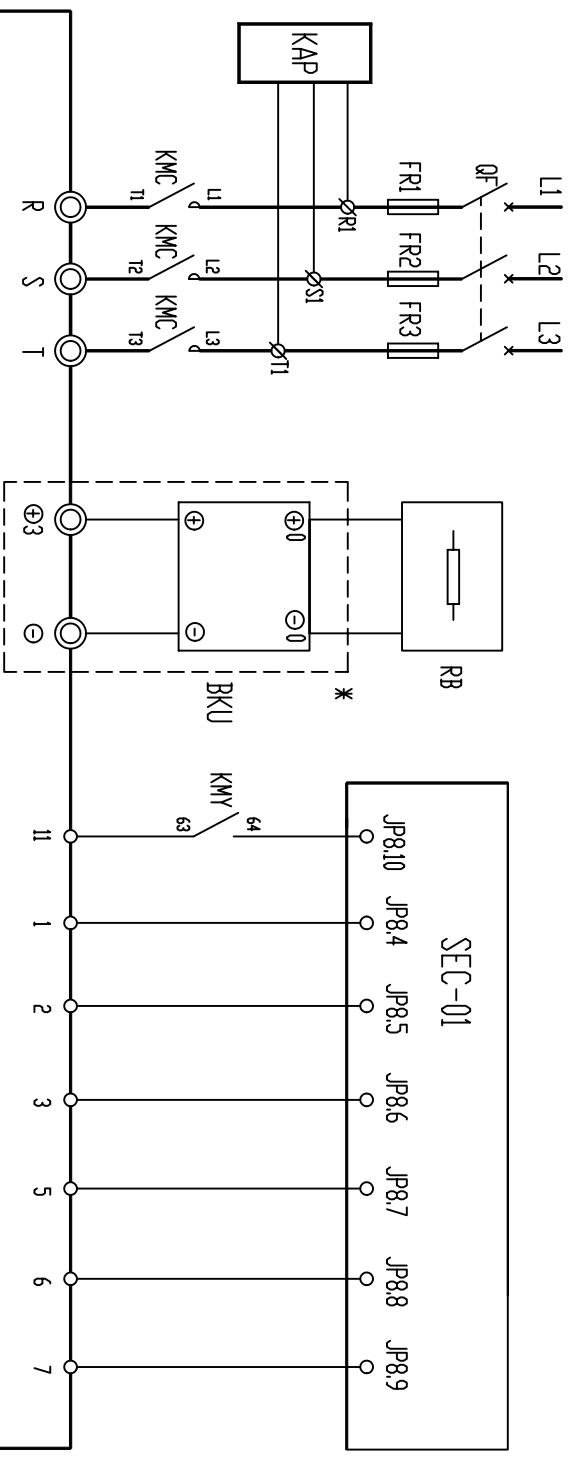 L1
L2
L3
QF
FR1
FR2
FR3
KAP
R1
S1
T1
KMC
KMC
KMC
L1
L2
L3
T1
T2
T3
R
S
T
RB
*
⊕0
⊖0
⊕
⊖
BKU
⊕3
⊖
SEC-01
JP8.10
JP8.4
JP8.5
JP8.6
JP8.7
JP8.8
JP8.9
KMY
64
63
11
1
2
3
5
6
7